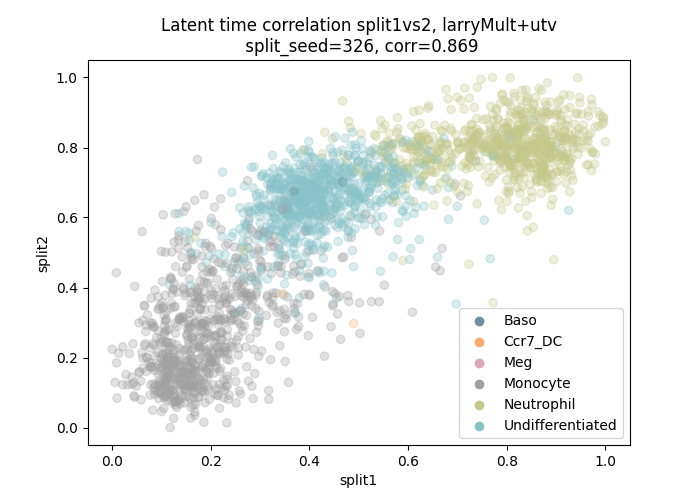 Latent time correlation split1vs2, larryMult+utv
split_seed=326, corr=0.869
1.0
0.8
0.6
0.4
0.2
0.0
split2
0.0 0.2 0.4 0.6 0.8 1.0
split1
Baso
Ccr7_DC
Meg
Monocyte
Neutrophil
Undifferentiated